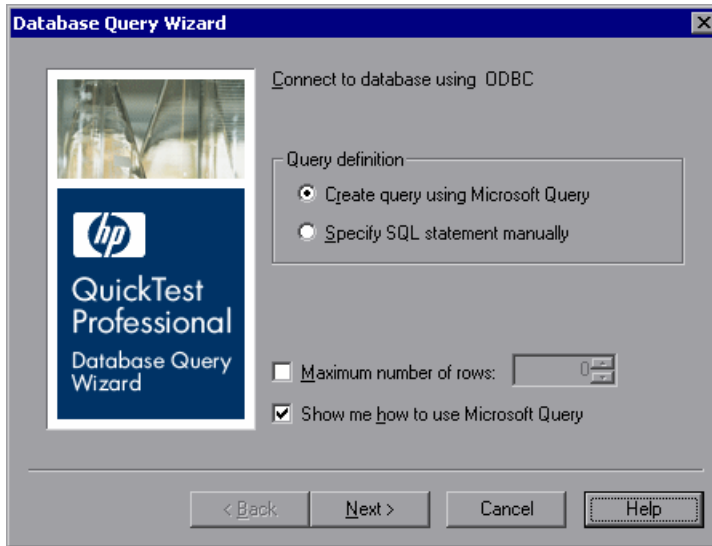 Database Query Wizard
Connect to database using ODBC
Query definition
Create query using Microsoft Query
Specify SQL statement manually
hp
QuickTest
Professional
Database Query
Wizard
Maximum number of rows: 0
Show me how to use Microsoft Query
< Back Next > Cancel Help